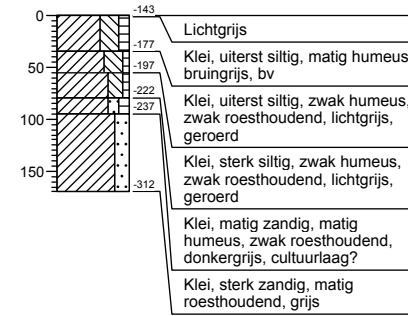 0
50
100
150
-143
-177
-197
-222
-237
-312
Lichtgrijs
Klei, uiterst siltig, matig humeus
bruingrijs, bv
Klei, uiterst siltig, zwak humeus,
zwak roesthoudend, lichtgrijs,
geroerd
Klei, sterk siltig, zwak humeus,
zwak roesthoudend, lichtgrijs,
geroerd
Klei, matig zandig, matig
humeus, zwak roesthoudend,
donkergrijs, cultuurlaag?
Klei, sterk zandig, matig
roesthoudend, grijs